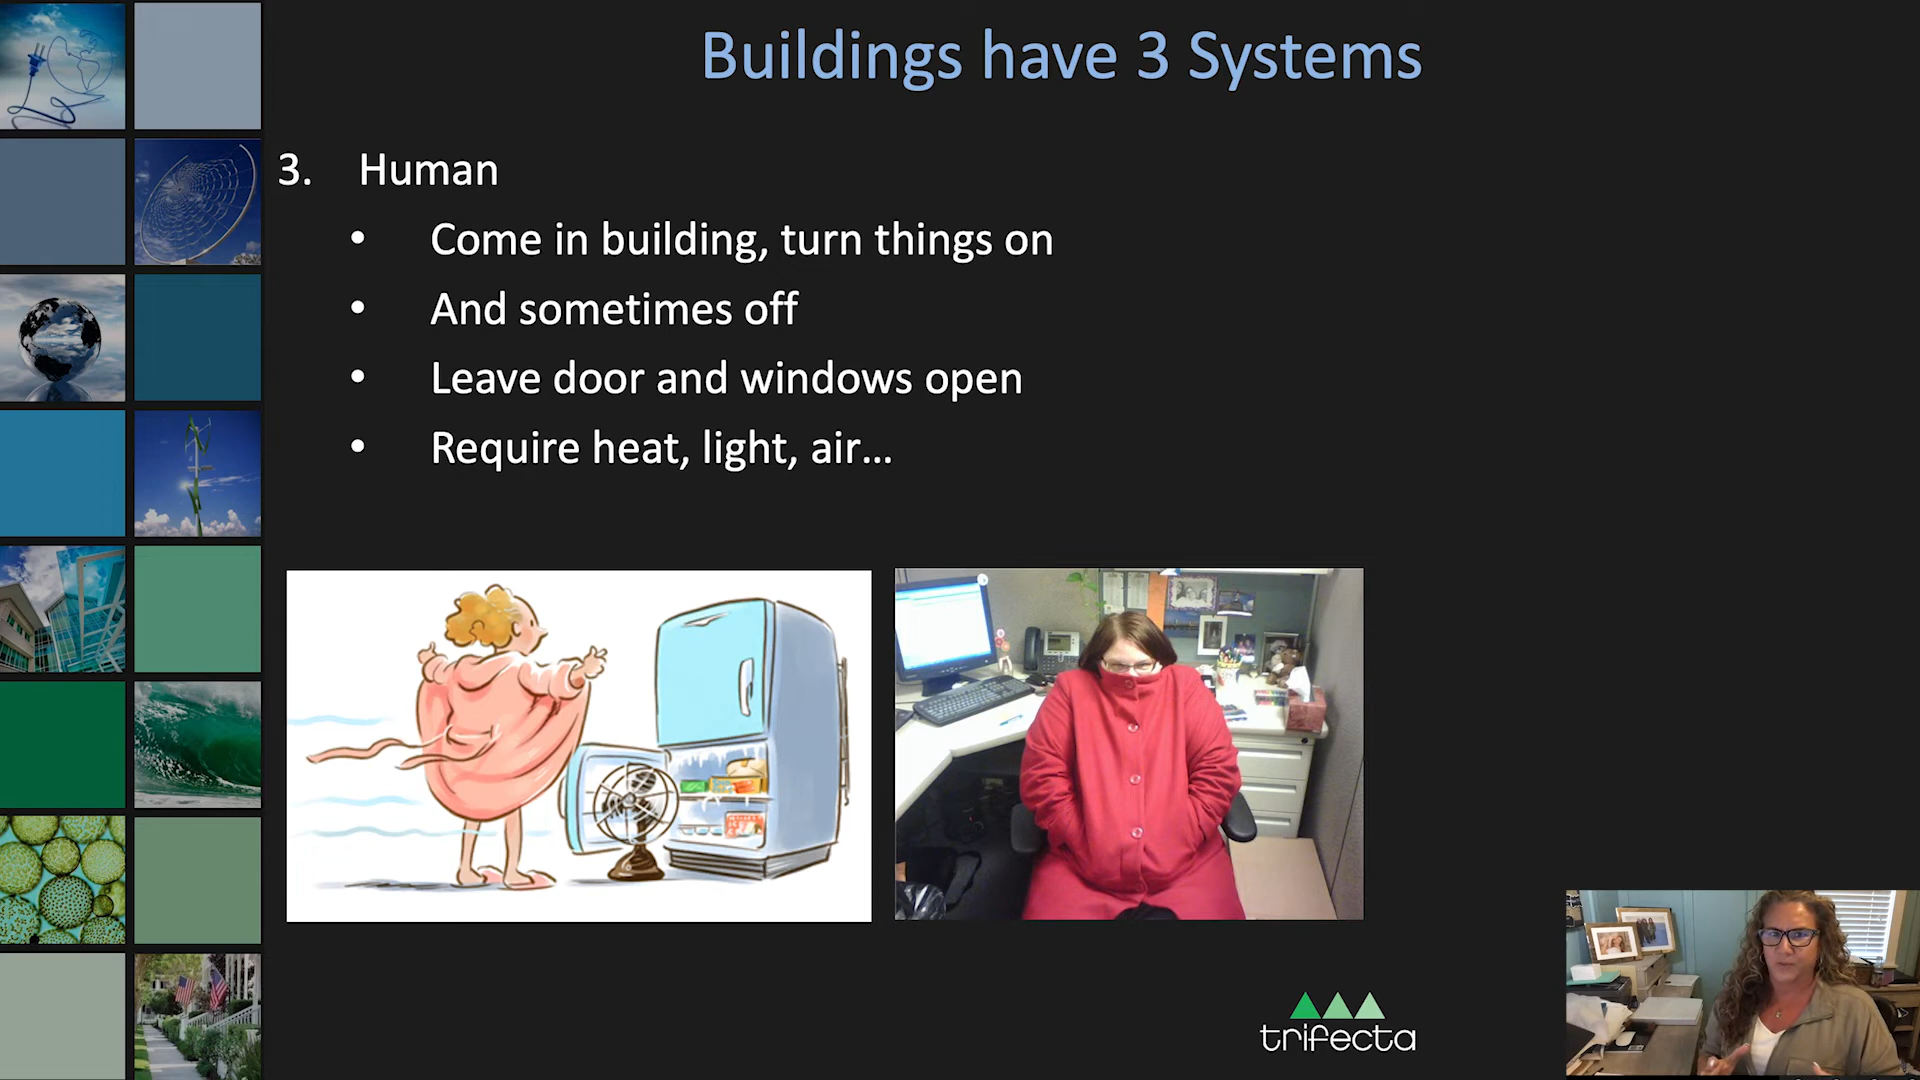 Buildings have 3 Systems
3. Human
• Come in building, turn things on
• And sometimes off
• Leave door and windows open
• Require heat, light, air...
trifecta